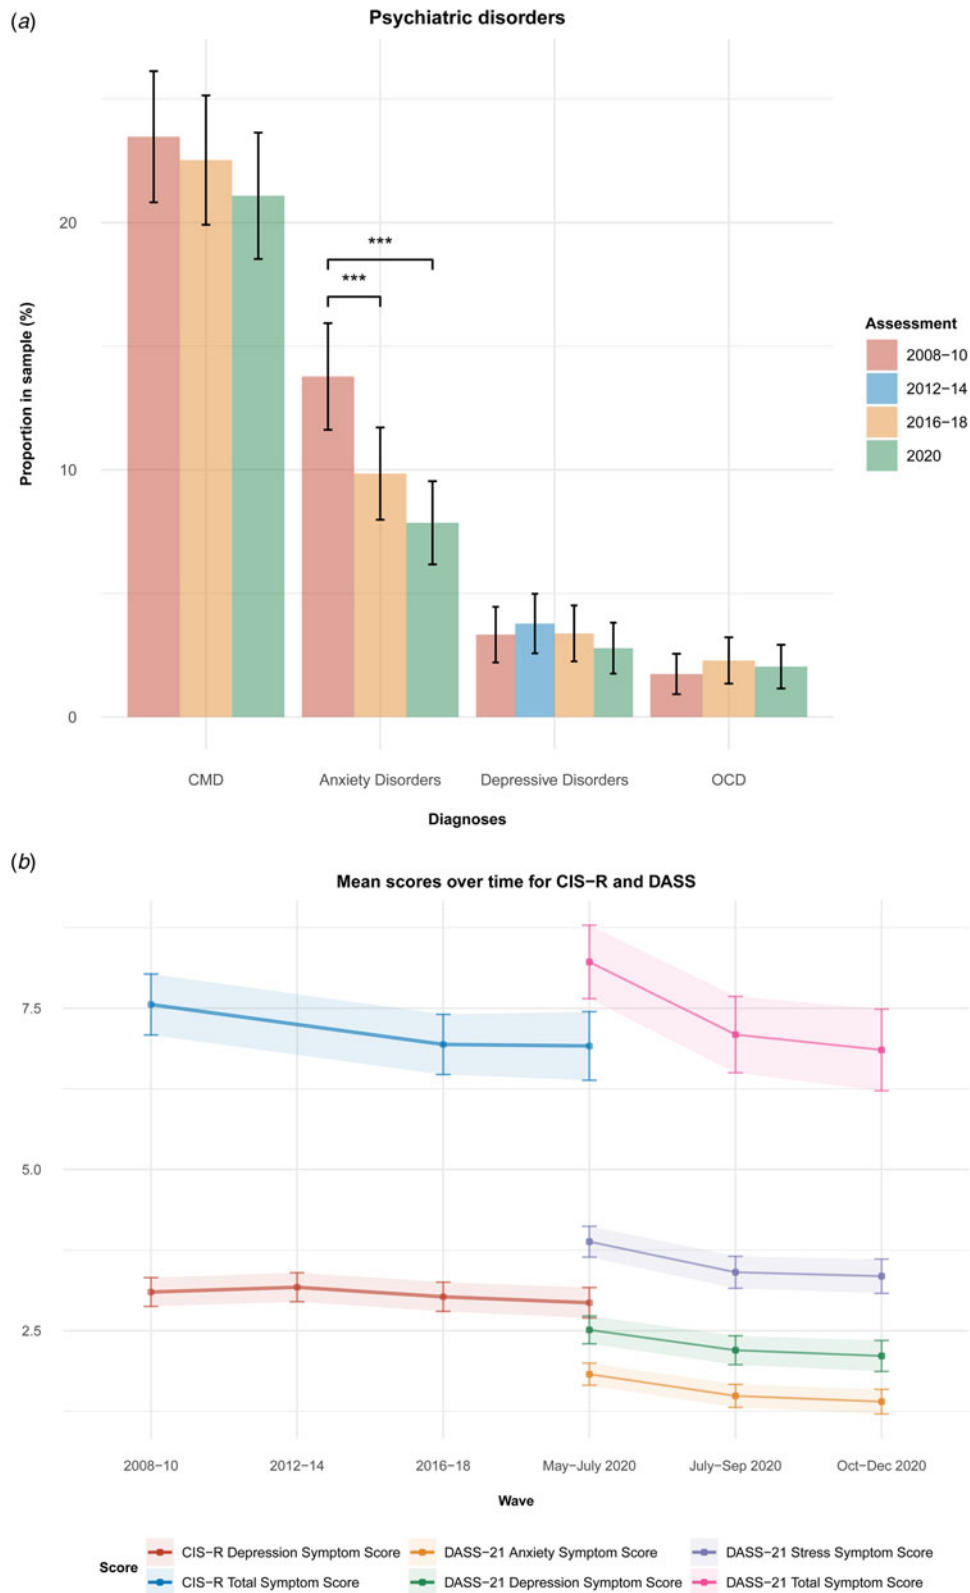 (a)
Psychiatric disorders
Proportion in sample (%)
20
10
0
***
***
Assessment
2008–10
2012–14
2016–18
2020
CMD
Anxiety Disorders
Depressive Disorders
OCD
Diagnoses
(b)
Mean scores over time for CIS–R and DASS
7.5
5.0
2.5
2008–10
2012–14
2016–18
May–July 2020
July–Sep 2020
Oct–Dec 2020
Wave
Score
CIS–R Depression Symptom Score
DASS–21 Anxiety Symptom Score
DASS–21 Stress Symptom Score
CIS–R Total Symptom Score
DASS–21 Depression Symptom Score
DASS–21 Total Symptom Score